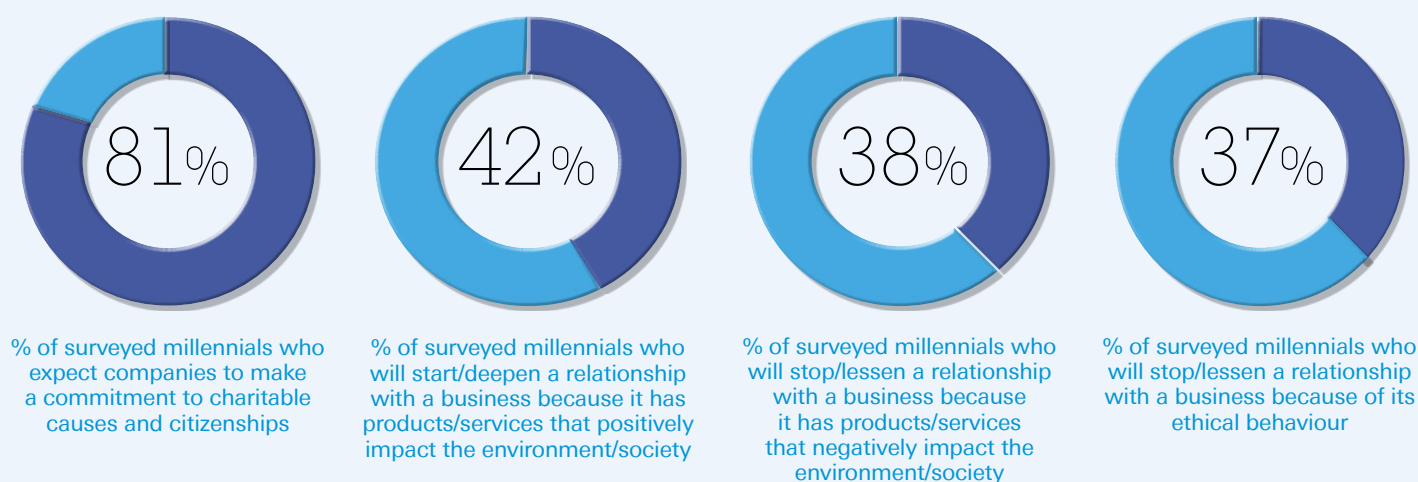 81%
% of surveyed millennials who
expect companies to make
a commitment to charitable
causes and citizenships
42%
% of surveyed millennials who
will start/deepen a relationship
with a business because it has
products/services that positively
impact the environment/society
38%
% of surveyed millennials who
will stop/lessen a relationship
with a business because
it has products/services
that negatively impact the
environment/society
37%
% of surveyed millennials who
will stop/lessen a relationship
with a business because of its
ethical behaviour